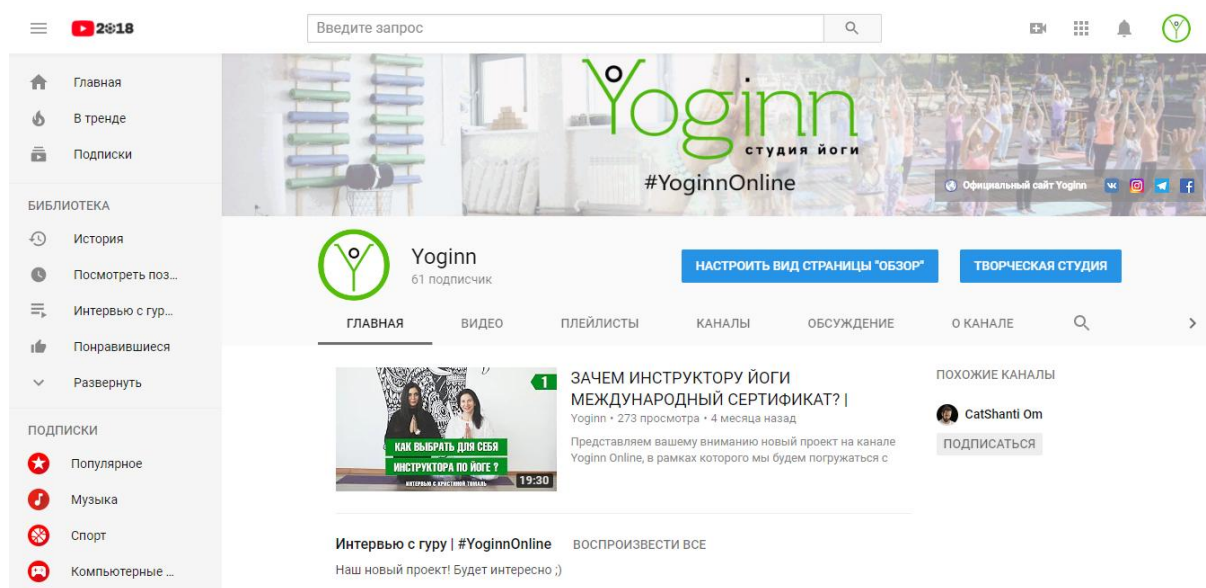 2018
Введите запрос
Главная
В тренде
Подписки
БИБЛИОТЕКА
История
Посмотреть поз...
Интервью с гур...
Понравившиеся
Развернуть
ПОДПИСКИ
Популярное
Музыка
Спорт
Компьютерные ...
Yoginn
студия йоги
#YoginnOnline
Официальный сайт YogInn
Yoginn
61 подписчик
НАСТРОИТЬ ВИД СТРАНИЦЫ "ОБЗОР"
ТВОРЧЕСКАЯ СТУДИЯ
ГЛАВНАЯ
ВИДЕО
ПЛЕЙЛИСТЫ
КАНАЛЫ
ОБСУЖДЕНИЕ
О КАНАЛЕ
1
КАК ВЫБРАТЬ ДЛЯ СЕБЯ
ИНСТРУКТОРА ПО ЙОГЕ ?
ИНТЕРВЬЮ С КРИСТИНОЙ
19:30
ЗАЧЕМ ИНСТРУКТОРУ ЙОГИ
МЕЖДУНАРОДНЫЙ СЕРТИФИКАТ? |
Yoginn • 273 просмотра • 4 месяца назад
Представляем вашему вниманию новый проект на канале
Yoginn Online, в рамках которого мы будем погружаться с
ПОХОЖИЕ КАНАЛЫ
CatShanti Om
ПОДПИСАТЬСЯ
Интервью с гуру | #YoginnOnline ВОСПРОИЗВЕСТИ ВСЕ
Наш новый проект! Будет интересно ;)